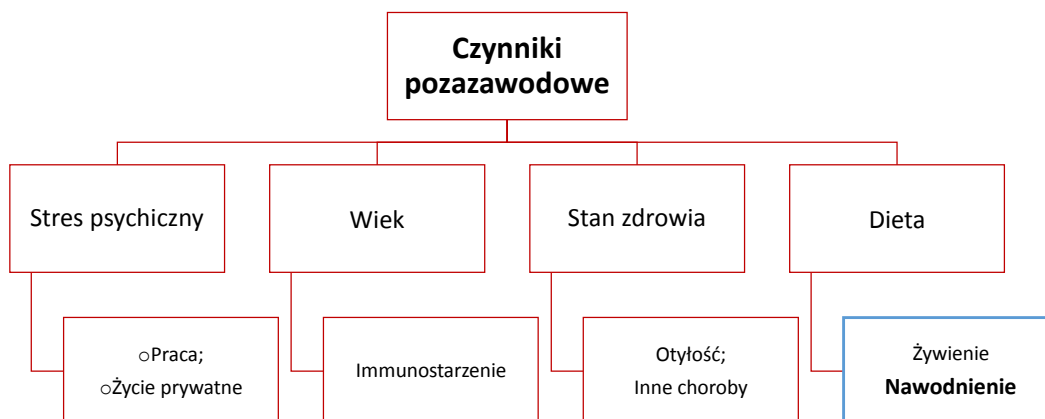 Czynniki
pozazawodowe
Stres psychiczny
Wiek
Stan zdrowia
Dieta
oPraca;
oŻycie prywatne
Immunostarzenie
Otyłość;
Inne choroby
Żywienie
Nawodnienie